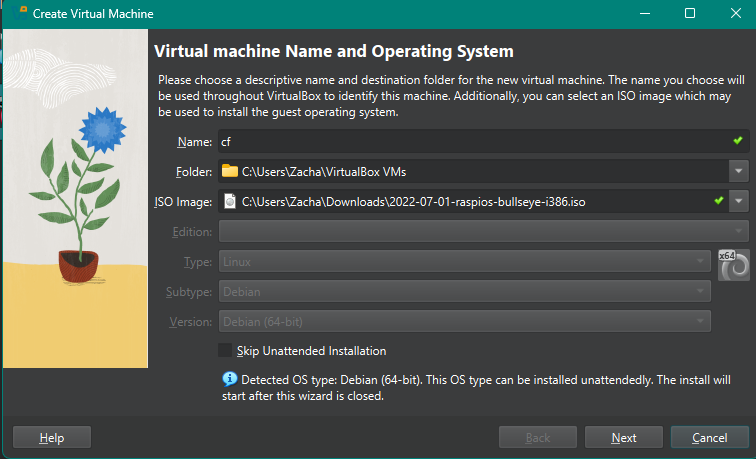 Create Virtual Machine
Virtual machine Name and Operating System
Please choose a descriptive name and destination folder for the new virtual machine. The name you choose will
be used throughout VirtualBox to identify this machine. Additionally, you can select an ISO image which may
be used to install the guest operating system.
Name: cf
Folder: C:\Users\Zacha\VirtualBox VMs
ISO Image: C:\Users\Zacha\Downloads\2022-07-01-raspios-bullseye-i386.iso
Edition:
Type: Linux x64
Subtype: Debian
Version: Debian (64-bit)
Skip Unattended Installation
Detected OS type: Debian (64-bit). This OS type can be installed unattendedly. The install will
start after this wizard is closed.
Help Back Next Cancel